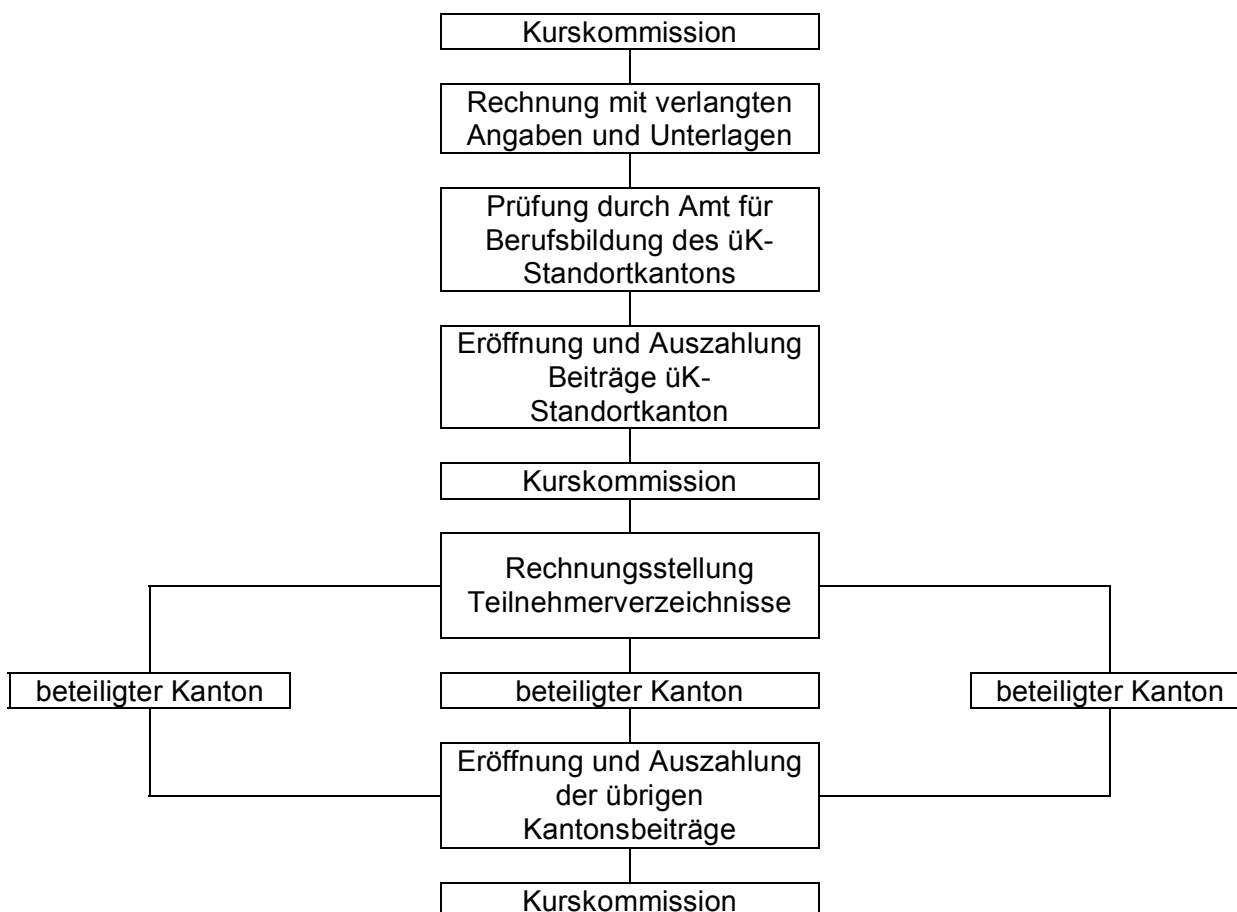 Kurskommission
Rechnung mit verlangten
Angaben und Unterlagen
Prüfung durch Amt für
Berufsbildung des üK-
Standortkantons
Eröffnung und Auszahlung
Beiträge üK-
Standortkanton
Kurskommission
Rechnungsstellung
Teilnehmerverzeichnisse
beteiligter Kanton
beteiligter Kanton
beteiligter Kanton
Eröffnung und Auszahlung
der übrigen
Kantonsbeiträge
Kurskommission